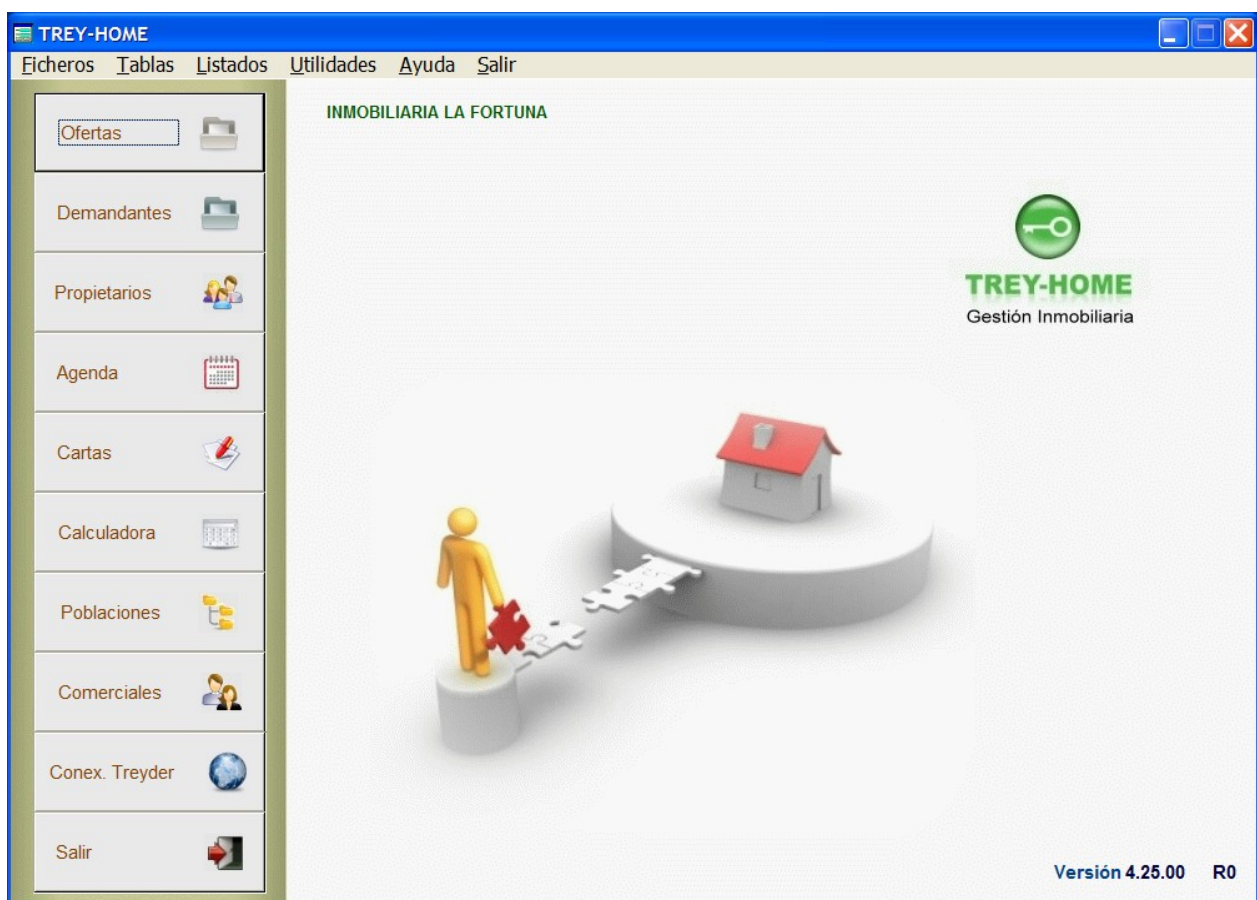 TREY-HOME
Ficheros Tablas Listados Utilidades Ayuda Salir
Ofertas
Demandantes
Propietarios
Agenda
Cartas
Calculadora
Poblaciones
Comerciales
Conex. Treyder
Salir
INMOBILIARIA LA FORTUNA
TREY-HOME
Gestión Inmobiliaria
Versión 4.25.00 R0